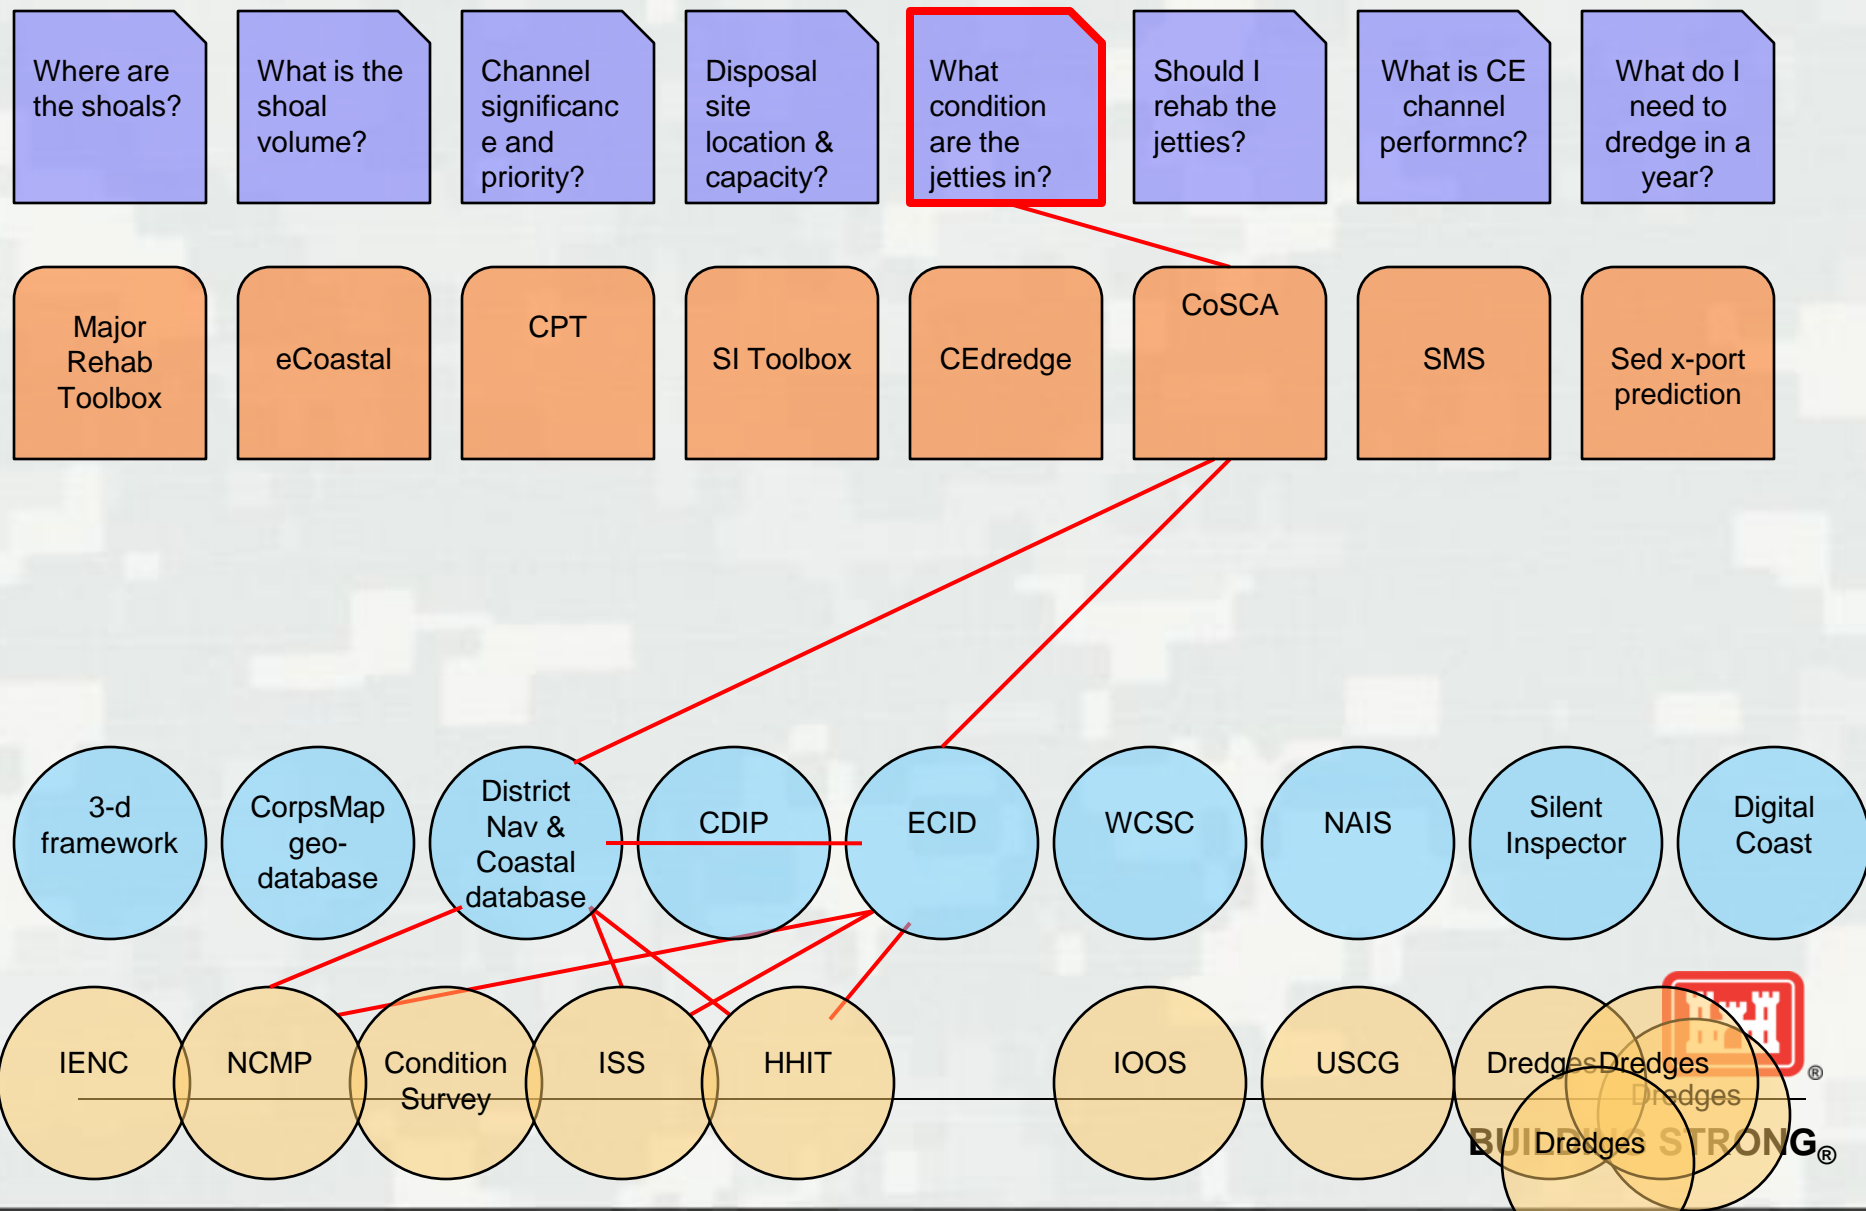 Where are
the shoals?
What is the
shoal
volume?
Channel
significanc
e and
priority?
Disposal
site
location &
capacity?
What
condition
are the
jetties in?
Should I
rehab the
jetties?
What is CE
channel
performnc?
What do I
need to
dredge in a
year?
Major
Rehab
Toolbox
eCoastal
CPT
SI Toolbox
CEdredge
CoSCA
SMS
Sed x-port
prediction
3-d
framework
CorpsMap
geo-
database
District
Nav &
Coastal
database
CDIP
ECID
WCSC
NAIS
Silent
Inspector
Digital
Coast
IENC
NCMP
Condition
Survey
ISS
HHIT
IOOS
USCG
Dredges
Dredges
Dredges
Dredges
®
BUILDING STRONG®